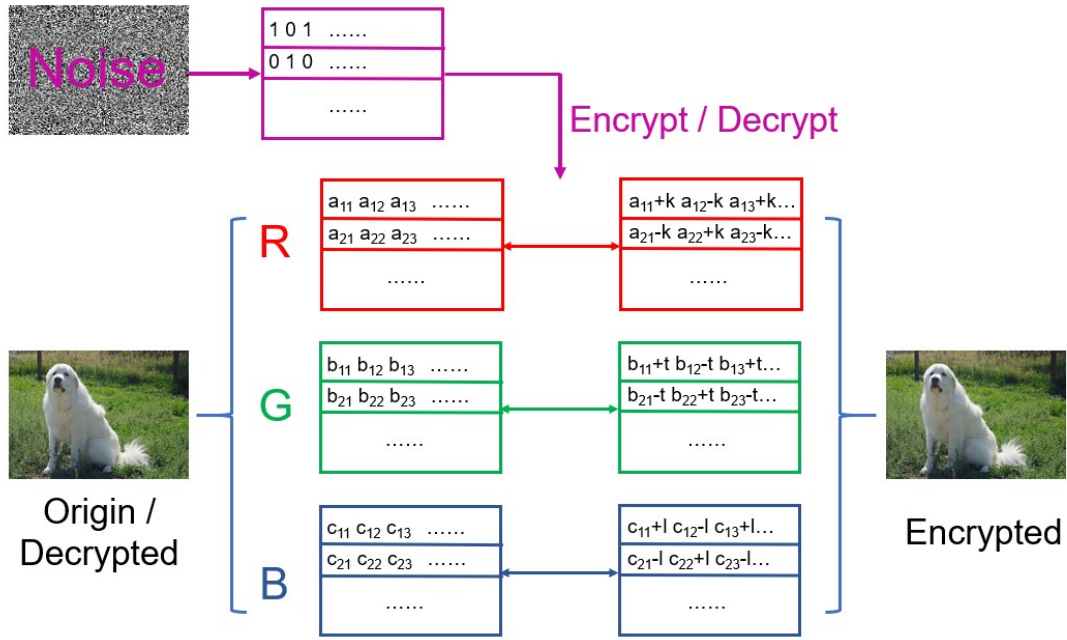 Noise
1 0 1 ......
0 1 0 ......
......
Encrypt / Decrypt
R
a₁₁ a₁₂ a₁₃ ......
a₂₁ a₂₂ a₂₃ ......
......
a₁₁+k a₁₂-k a₁₃+k...
a₂₁-k a₂₂+k a₂₃-k...
......
G
b₁₁ b₁₂ b₁₃ ......
b₂₁ b₂₂ b₂₃ ......
......
b₁₁+t b₁₂-t b₁₃+t...
b₂₁-t b₂₂+t b₂₃-t...
......
B
c₁₁ c₁₂ c₁₃ ......
c₂₁ c₂₂ c₂₃ ......
......
c₁₁+l c₁₂-l c₁₃+l...
c₂₁-l c₂₂+l c₂₃-l...
......
Origin /
Decrypted
Encrypted